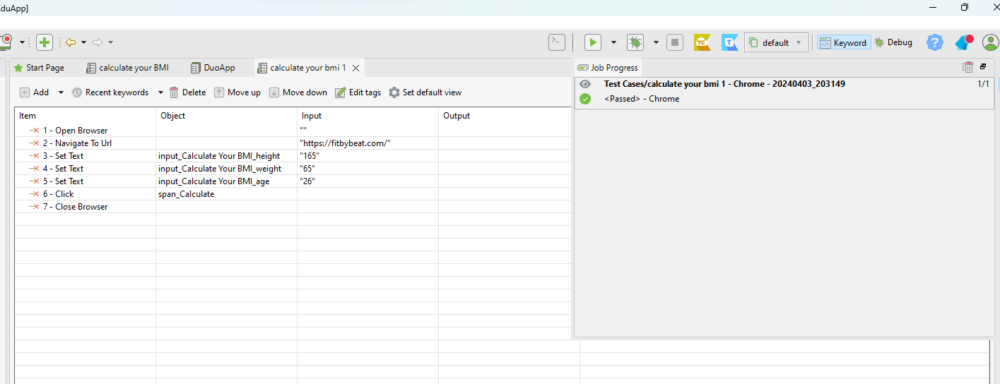 EduApp]
default
Keyword
Debug
Start Page
calculate your BMI
DuoApp
calculate your bmi 1
Job Progress
Add
Recent keywords
Delete
Move up
Move down
Edit tags
Set default view
Test Cases/calculate your bmi 1 - Chrome - 20240403_203149
1/1
<Passed> - Chrome
Item Object Input Output
1 - Open Browser ""
2 - Navigate To Url "https://fitbybeat.com/"
3 - Set Text input_Calculate Your BMI_height "165"
4 - Set Text input_Calculate Your BMI_weight "65"
5 - Set Text input_Calculate Your BMI_age "26"
6 - Click span_Calculate
7 - Close Browser